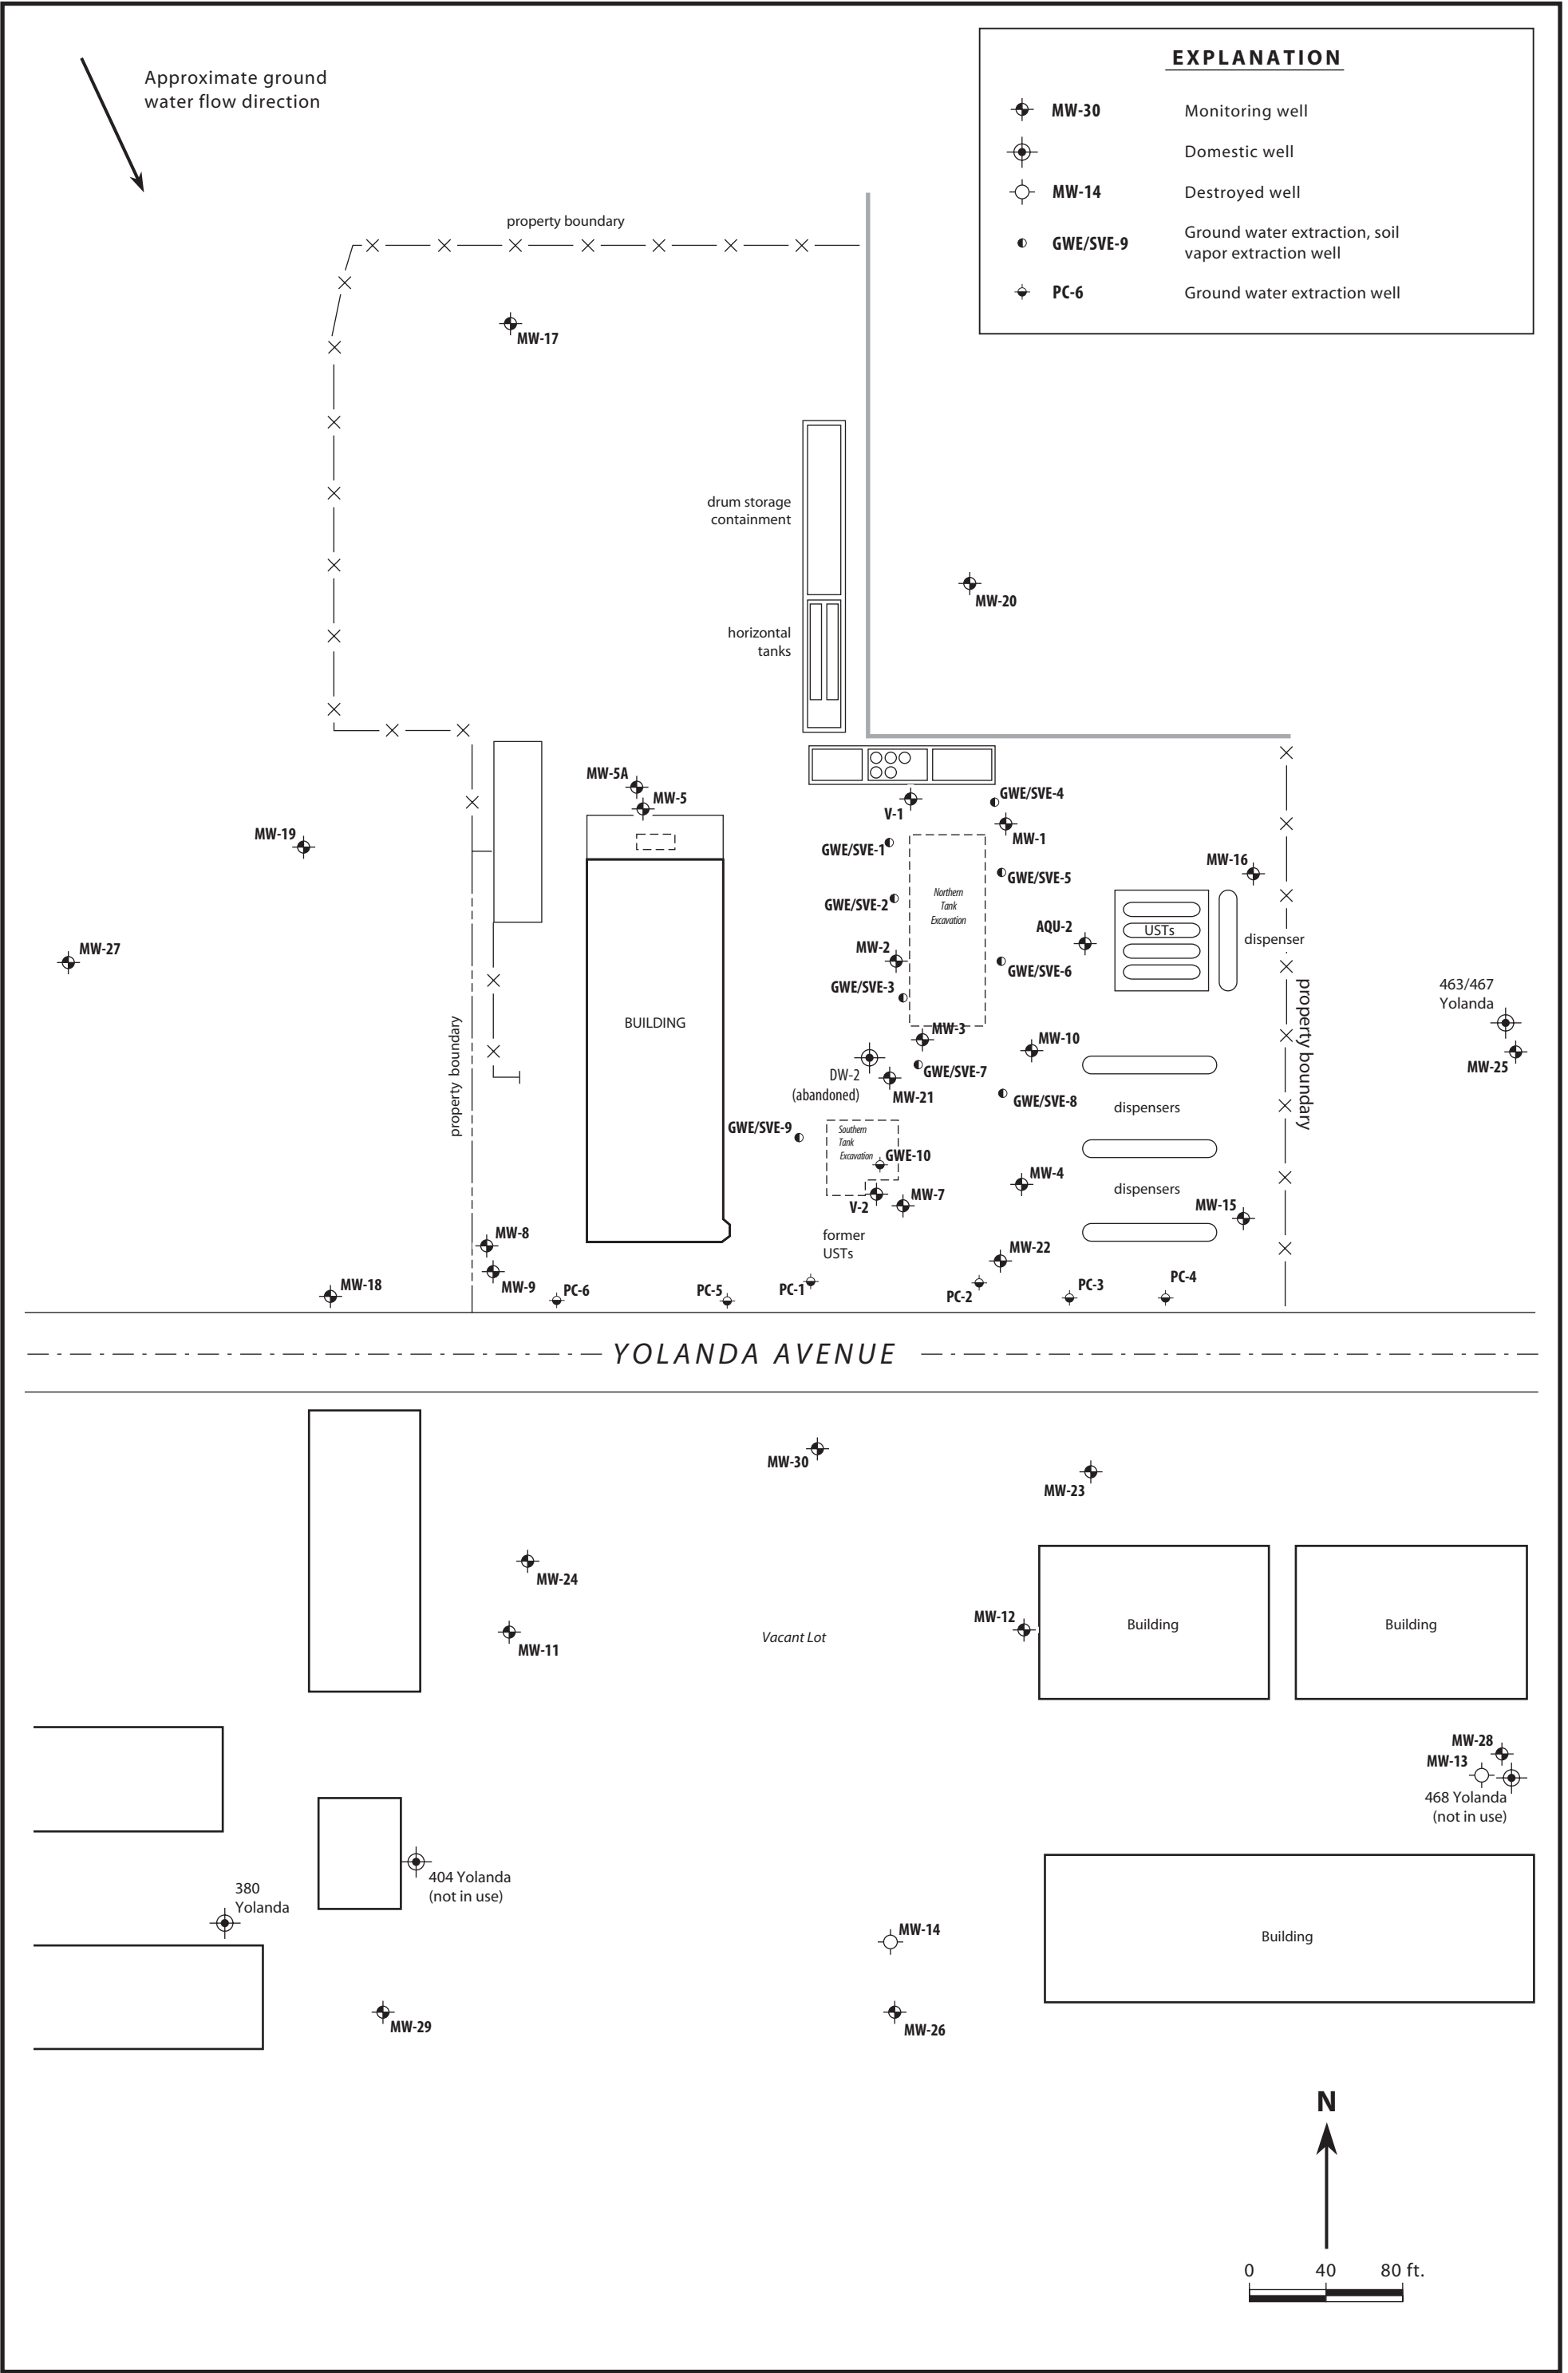 EXPLANATION
Approximate ground
water flow direction
MW-30 Monitoring well
Domestic well
MW-14 Destroyed well
GWE/SVE-9 Ground water extraction, soil
vapor extraction well
PC-6 Ground water extraction well
property boundary
MW-17
drum storage
containment
MW-20
horizontal
tanks
MW-5A
MW-5
V-1
GWE/SVE-4
MW-1
MW-19
GWE/SVE-1
MW-16
GWE/SVE-5
Northern
Tank
Excavation
GWE/SVE-2
AQU-2
USTs
dispenser
MW-27
MW-2
GWE/SVE-6
GWE/SVE-3
463/467
Yolanda
BUILDING
MW-3
MW-10
property boundary
property boundary
MW-25
DW-2
(abandoned)
GWE/SVE-7
MW-21
GWE/SVE-8
dispensers
GWE/SVE-9
Southern
Tank
Excavation
GWE-10
MW-4
dispensers
V-2
MW-7
MW-15
former
USTs
MW-8
MW-22
MW-18
MW-9
PC-6
PC-5
PC-1
PC-2
PC-3
PC-4
YOLANDA AVENUE
MW-30
MW-23
MW-24
MW-12
Building
Building
Vacant Lot
MW-11
MW-28
MW-13
468 Yolanda
(not in use)
404 Yolanda
(not in use)
380
Yolanda
MW-14
Building
MW-29
MW-26
N
0 40 80 ft.